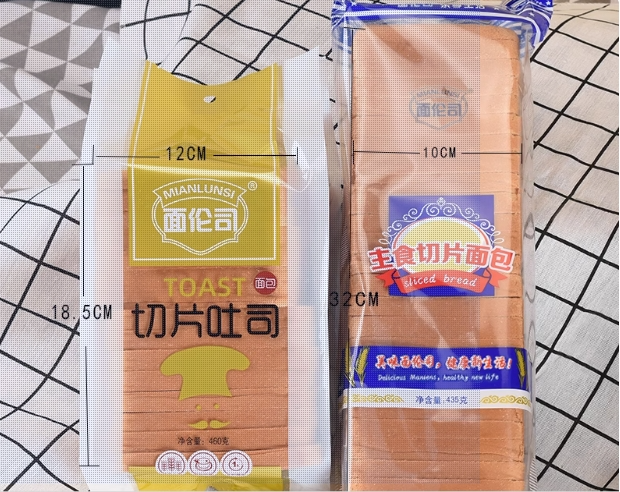 12CM
MIANLUNSI®
面伦司
TOAST 面包
切片吐司
18.5CM
净含量: 460克
MIANLUNSI
面伦司
10CM
主食切片面包
sliced bread
32CM
美味面伦司，健康新生活！
Delicious Mansens, healthy new life
净含量: 435克